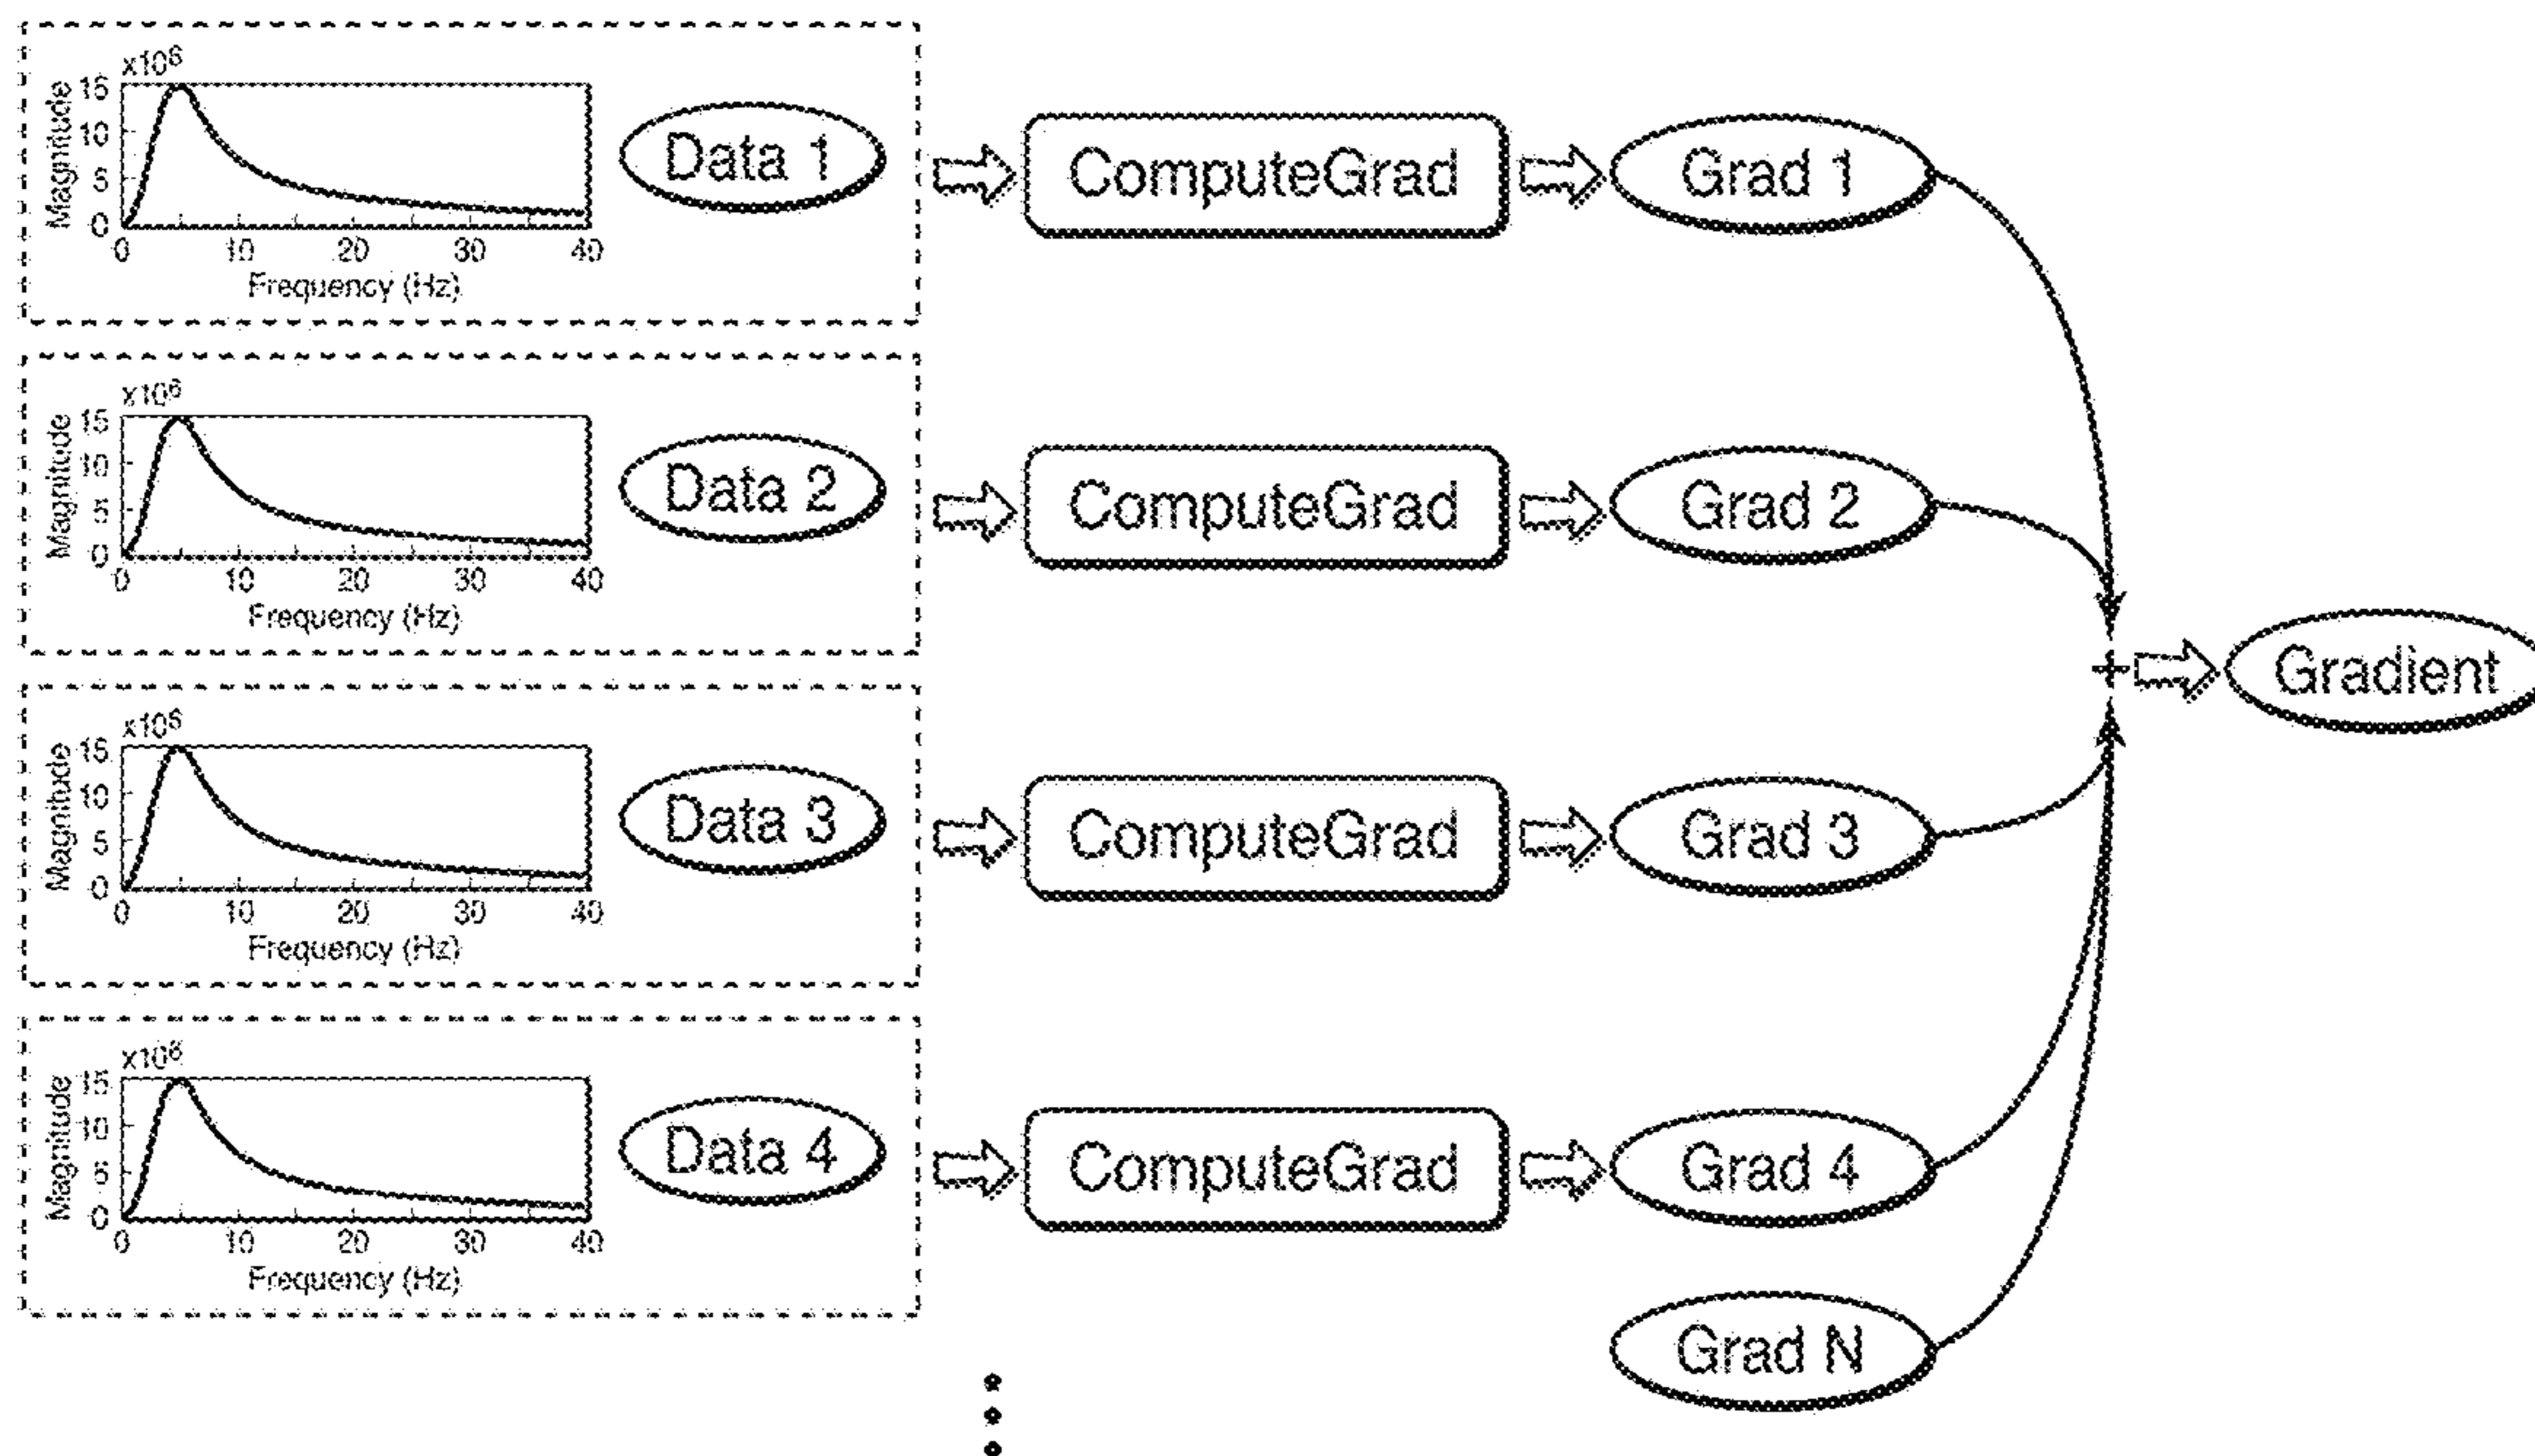 x10⁶
Magnitude
15
10
5
0
0 10 20 30 40
Frequency (Hz)
Data 1
ComputeGrad
Grad 1
x10⁶
Magnitude
15
10
5
0
0 10 20 30 40
Frequency (Hz)
Data 2
ComputeGrad
Grad 2
+
Gradient
x10⁶
Magnitude
15
10
5
0
0 10 20 30 40
Frequency (Hz)
Data 3
ComputeGrad
Grad 3
x10⁶
Magnitude
15
10
5
0
0 10 20 30 40
Frequency (Hz)
Data 4
ComputeGrad
Grad 4
Grad N